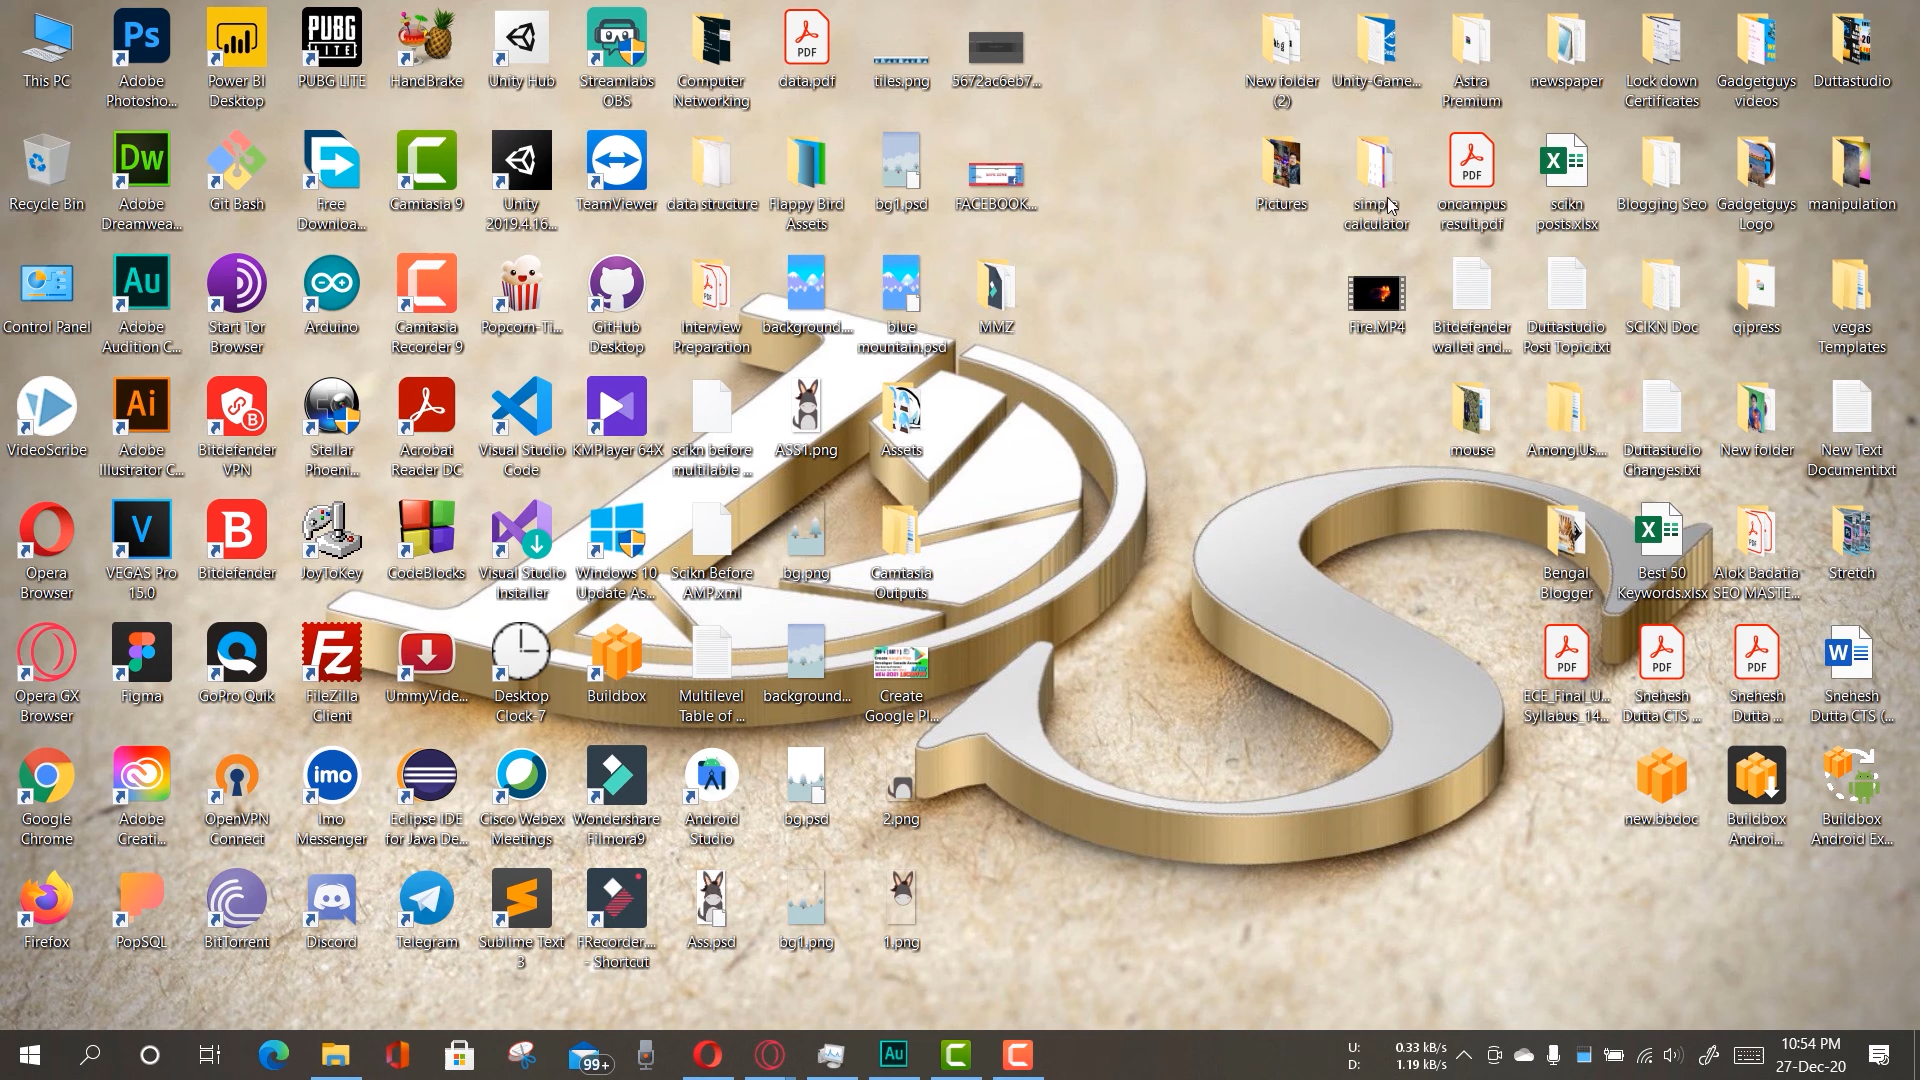 This PC
Adobe
Photosho...
Power BI
Desktop
PUBG LITE
HandBrake
Unity Hub
Streamlabs
OBS
Computer
Networking
data.pdf
tiles.png
5672ac6eb7...
New folder
(2)
Unity-Game...
Astra
Premium
newspaper
Lock down
Certificates
Gadgetguys
videos
Duttastudio
Recycle Bin
Adobe
Dreamwea...
Git Bash
Free
Downloa...
Camtasia 9
Unity
2019.4.16...
TeamViewer
data structure
Flappy Bird
Assets
bg1.psd
FACEBOOK...
Pictures
calculator
oncampus
result.pdf
scikn
posts.xlsx
Blogging Seo
Gadgetguys
Logo
manipulation
Control Panel
Adobe
Audition C...
Start Tor
Browser
Arduino
Camtasia
Recorder 9
Popcorn-Ti...
GitHub
Desktop
Interview
Preparation
background....
blue
mountain.psd
MMZ
Fire.MP4
Bitdefender
wallet and...
Duttastudio
Post Topic.txt
SCIKN Doc
qipress
vegas
Templates
VideoScribe
Adobe
Illustrator C...
Bitdefender
VPN
Stellar
Phoeni...
Acrobat
Reader DC
Visual Studio
Code
KMPlayer 64X
scikn before
multilable ...
ASS1.png
Assets
mouse
Among.Us....
Duttastudio
Changes.txt
New folder
New Text
Document.txt
Opera
Browser
VEGAS Pro
15.0
Bitdefender
JoyToKey
CodeBlocks
Visual Studio
Installer
Windows 10
Update As...
Scikn Before
AMP.xml
bg.png
Camtasia
Outputs
Bengal
Blogger
Best 50
Keywords.xlsx
Alok Badatia
SEO MASTE...
Stretch
Opera GX
Browser
Figma
GoPro Quik
FileZilla
Client
UmmyVide...
Desktop
Clock-7
Buildbox
Multilevel
Table of ...
background...
Create
Google Pl...
ECE_Final_U...
Syllabus_14...
Snehesh
Dutta CTS ...
Snehesh
Dutta ...
Snehesh
Dutta CTS (...
Google
Chrome
Adobe
Creati...
OpenVPN
Connect
Imo
Messenger
Eclipse IDE
for Java De...
Cisco Webex
Meetings
Wondershare
Filmora9
Android
Studio
bg.psd
2.png
new.bbdoc
Buildbox
Androi...
Buildbox
Android Ex...
Firefox
PopSQL
BitTorrent
Discord
Telegram
Sublime Text
3
FRecorder....
- Shortcut
Ass.psd
bg1.png
1.png
99+
Au
U: 0.33 kB/s
D: 1.19 kB/s
10:54 PM
27-Dec-20